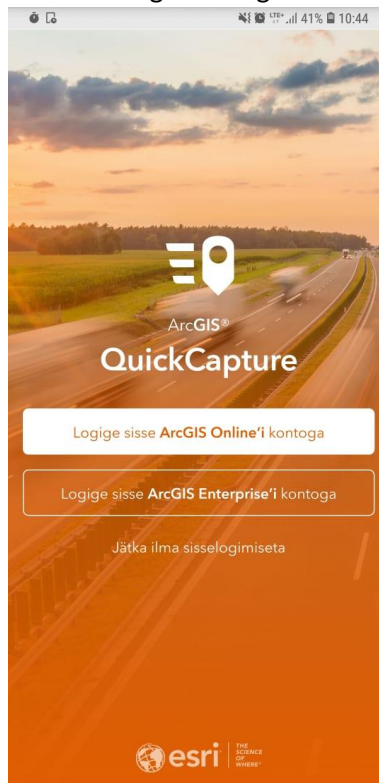 LTE+ 41% 10:44
ArcGIS®
QuickCapture
Logige sisse ArcGIS Online'i kontoga
Logige sisse ArcGIS Enterprise'i kontoga
Jätka ilma sisselogimiseta
esri
THE
SCIENCE
OF
WHERE®